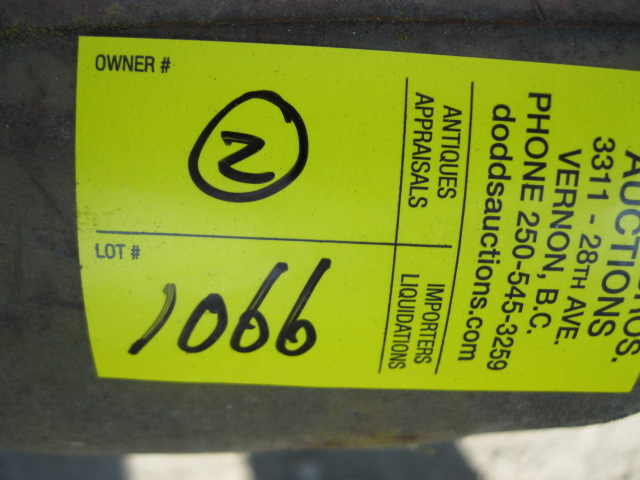 OWNER #
2
LOT #
1066
ROS.
AUCTIONS
3311 - 28TH AVE.
VERNON, B.C.
PHONE 250-545-3259
doddsauctions.com
ANTIQUES IMPORTERS
APPRAISALS LIQUIDATIONS